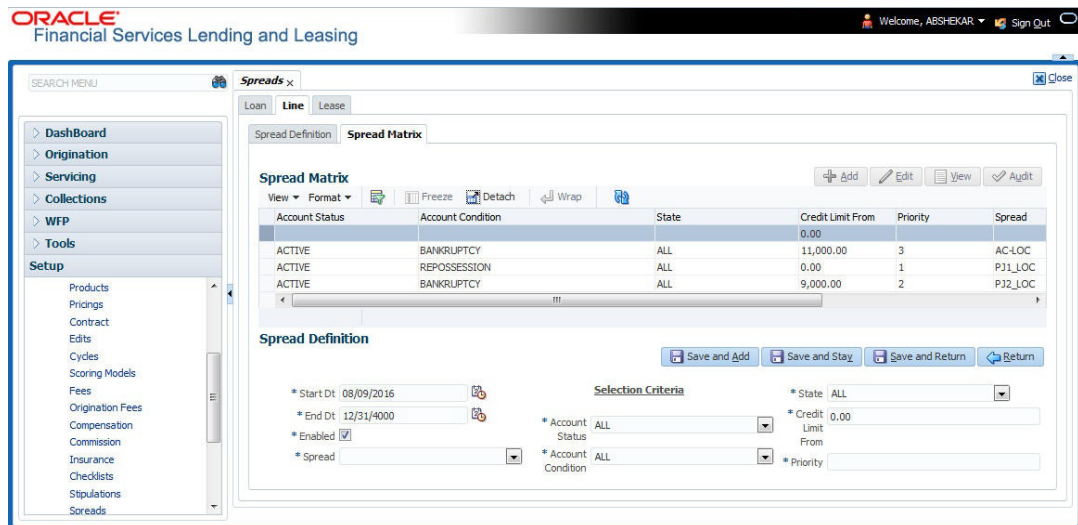 ORACLE®
Financial Services Lending and Leasing
Welcome, ABSHEKAR Sign Out
SEARCH MENU
Spreads x
Close
Loan Line Lease
Spread Definition Spread Matrix
DashBoard
Origination
Servicing
Collections
WFP
Tools
Setup
Products
Pricings
Contract
Edits
Cycles
Scoring Models
Fees
Origination Fees
Compensation
Commission
Insurance
Checklists
Stipulations
Spreads
Spread Matrix
Add Edit View Audit
View Format Freeze Detach Wrap
Account Status Account Condition State Credit Limit From Priority Spread
0.00
ACTIVE BANKRUPTCY ALL 11,000.00 3 AC-LOC
ACTIVE REPOSSESSION ALL 0.00 1 PJ1_LOC
ACTIVE BANKRUPTCY ALL 9,000.00 2 PJ2_LOC
Spread Definition
Save and Add Save and Stay Save and Return Return
* Start Dt 08/09/2016
* End Dt 12/31/4000
* Enabled
* Spread
Selection Criteria
* Account Status ALL
* Account Condition ALL
* State ALL
* Credit Limit From 0.00
* Priority